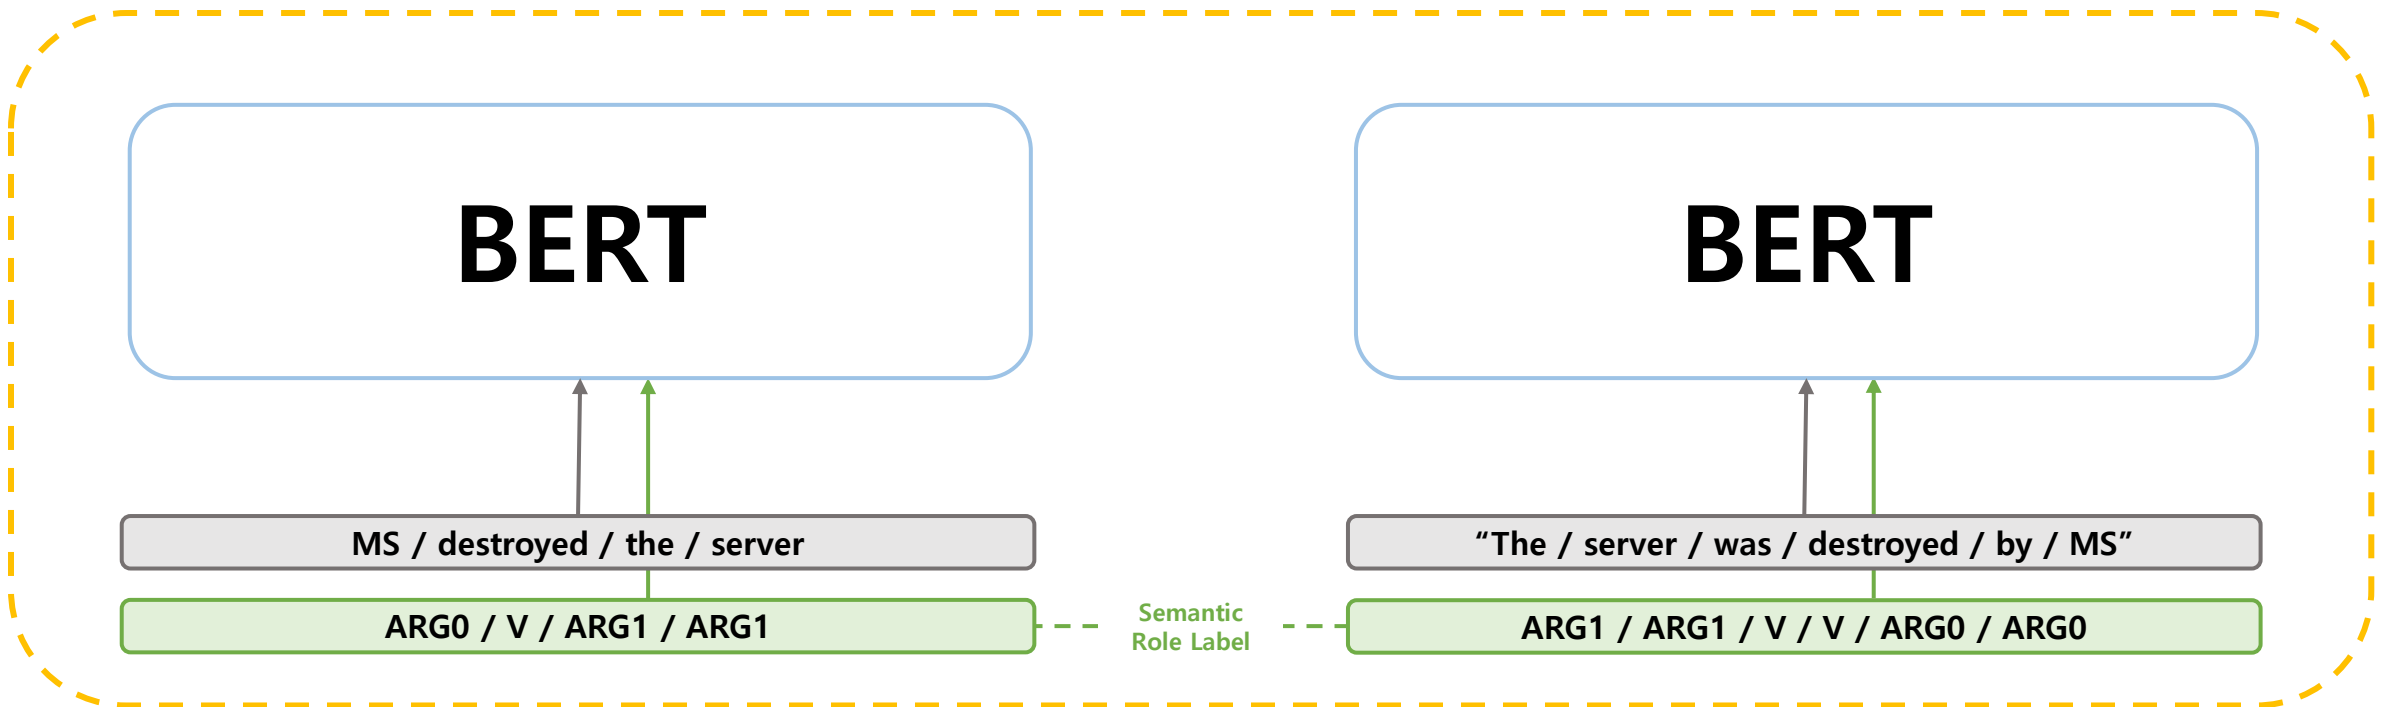 BERT
BERT
MS / destroyed / the / server
“The / server / was / destroyed / by / MS”
ARG0 / V / ARG1 / ARG1
Semantic
Role Label
ARG1 / ARG1 / V / V / ARG0 / ARG0